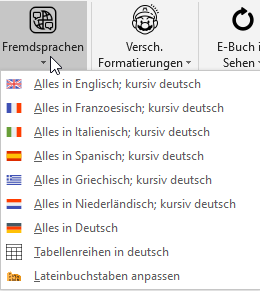 Fremdsprachen
Versch.
Formatierungen
E-Buch in
Sehen
Alles in Englisch; kursiv deutsch
Alles in Franzoesisch; kursiv deutsch
Alles in Italienisch; kursiv deutsch
Alles in Spanisch; kursiv deutsch
Alles in Griechisch; kursiv deutsch
Alles in Niederländisch; kursiv deutsch
Alles in Deutsch
Tabellenreihen in deutsch
Lateinbuchstaben anpassen